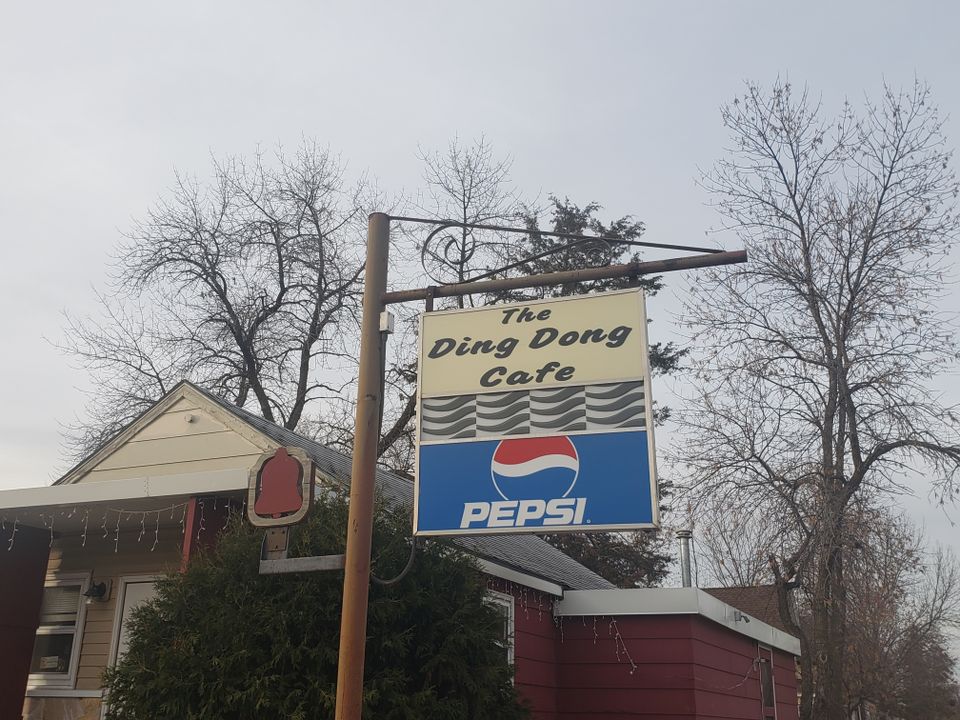 The
Ding Dong
Cafe
PEPSI